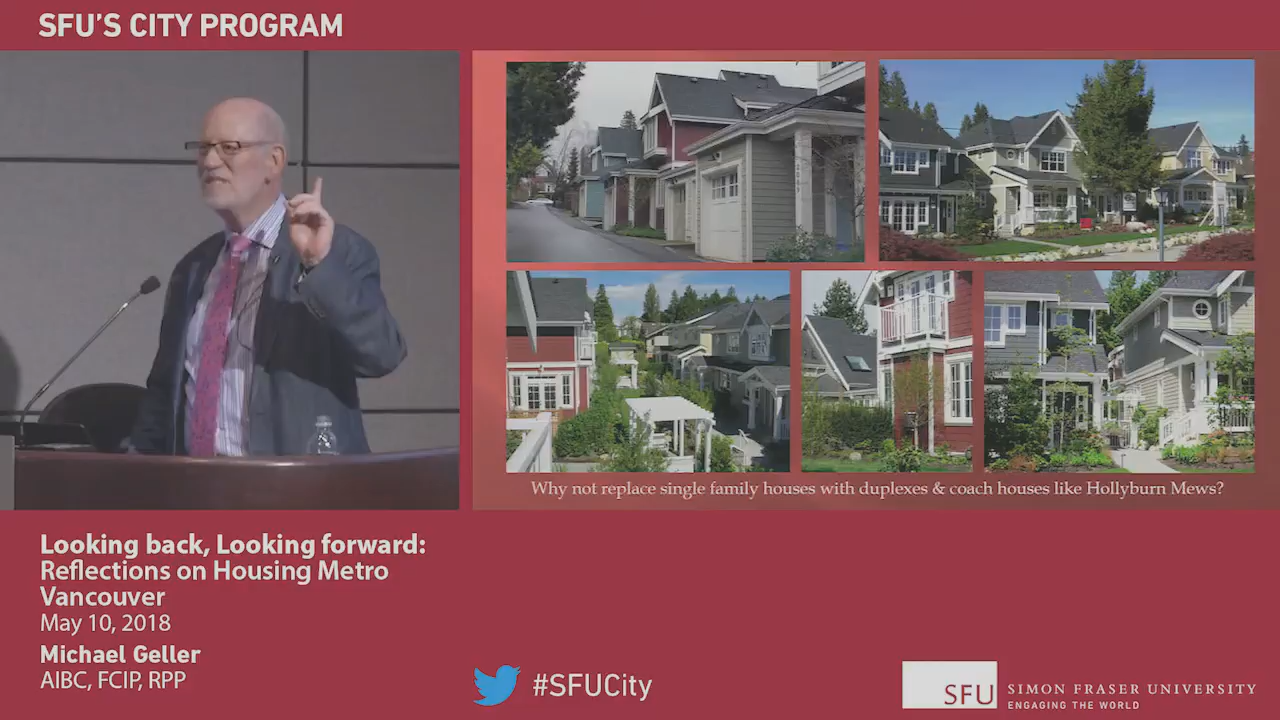 SFU'S CITY PROGRAM
Why not replace single family houses with duplexes & coach houses like Hollyburn Mews?
Looking back, Looking forward:
Reflections on Housing Metro
Vancouver
May 10, 2018
Michael Geller
AIBC, FCIP, RPP
#SFUCity
SFU
SIMON FRASER UNIVERSITY
ENGAGING THE WORLD